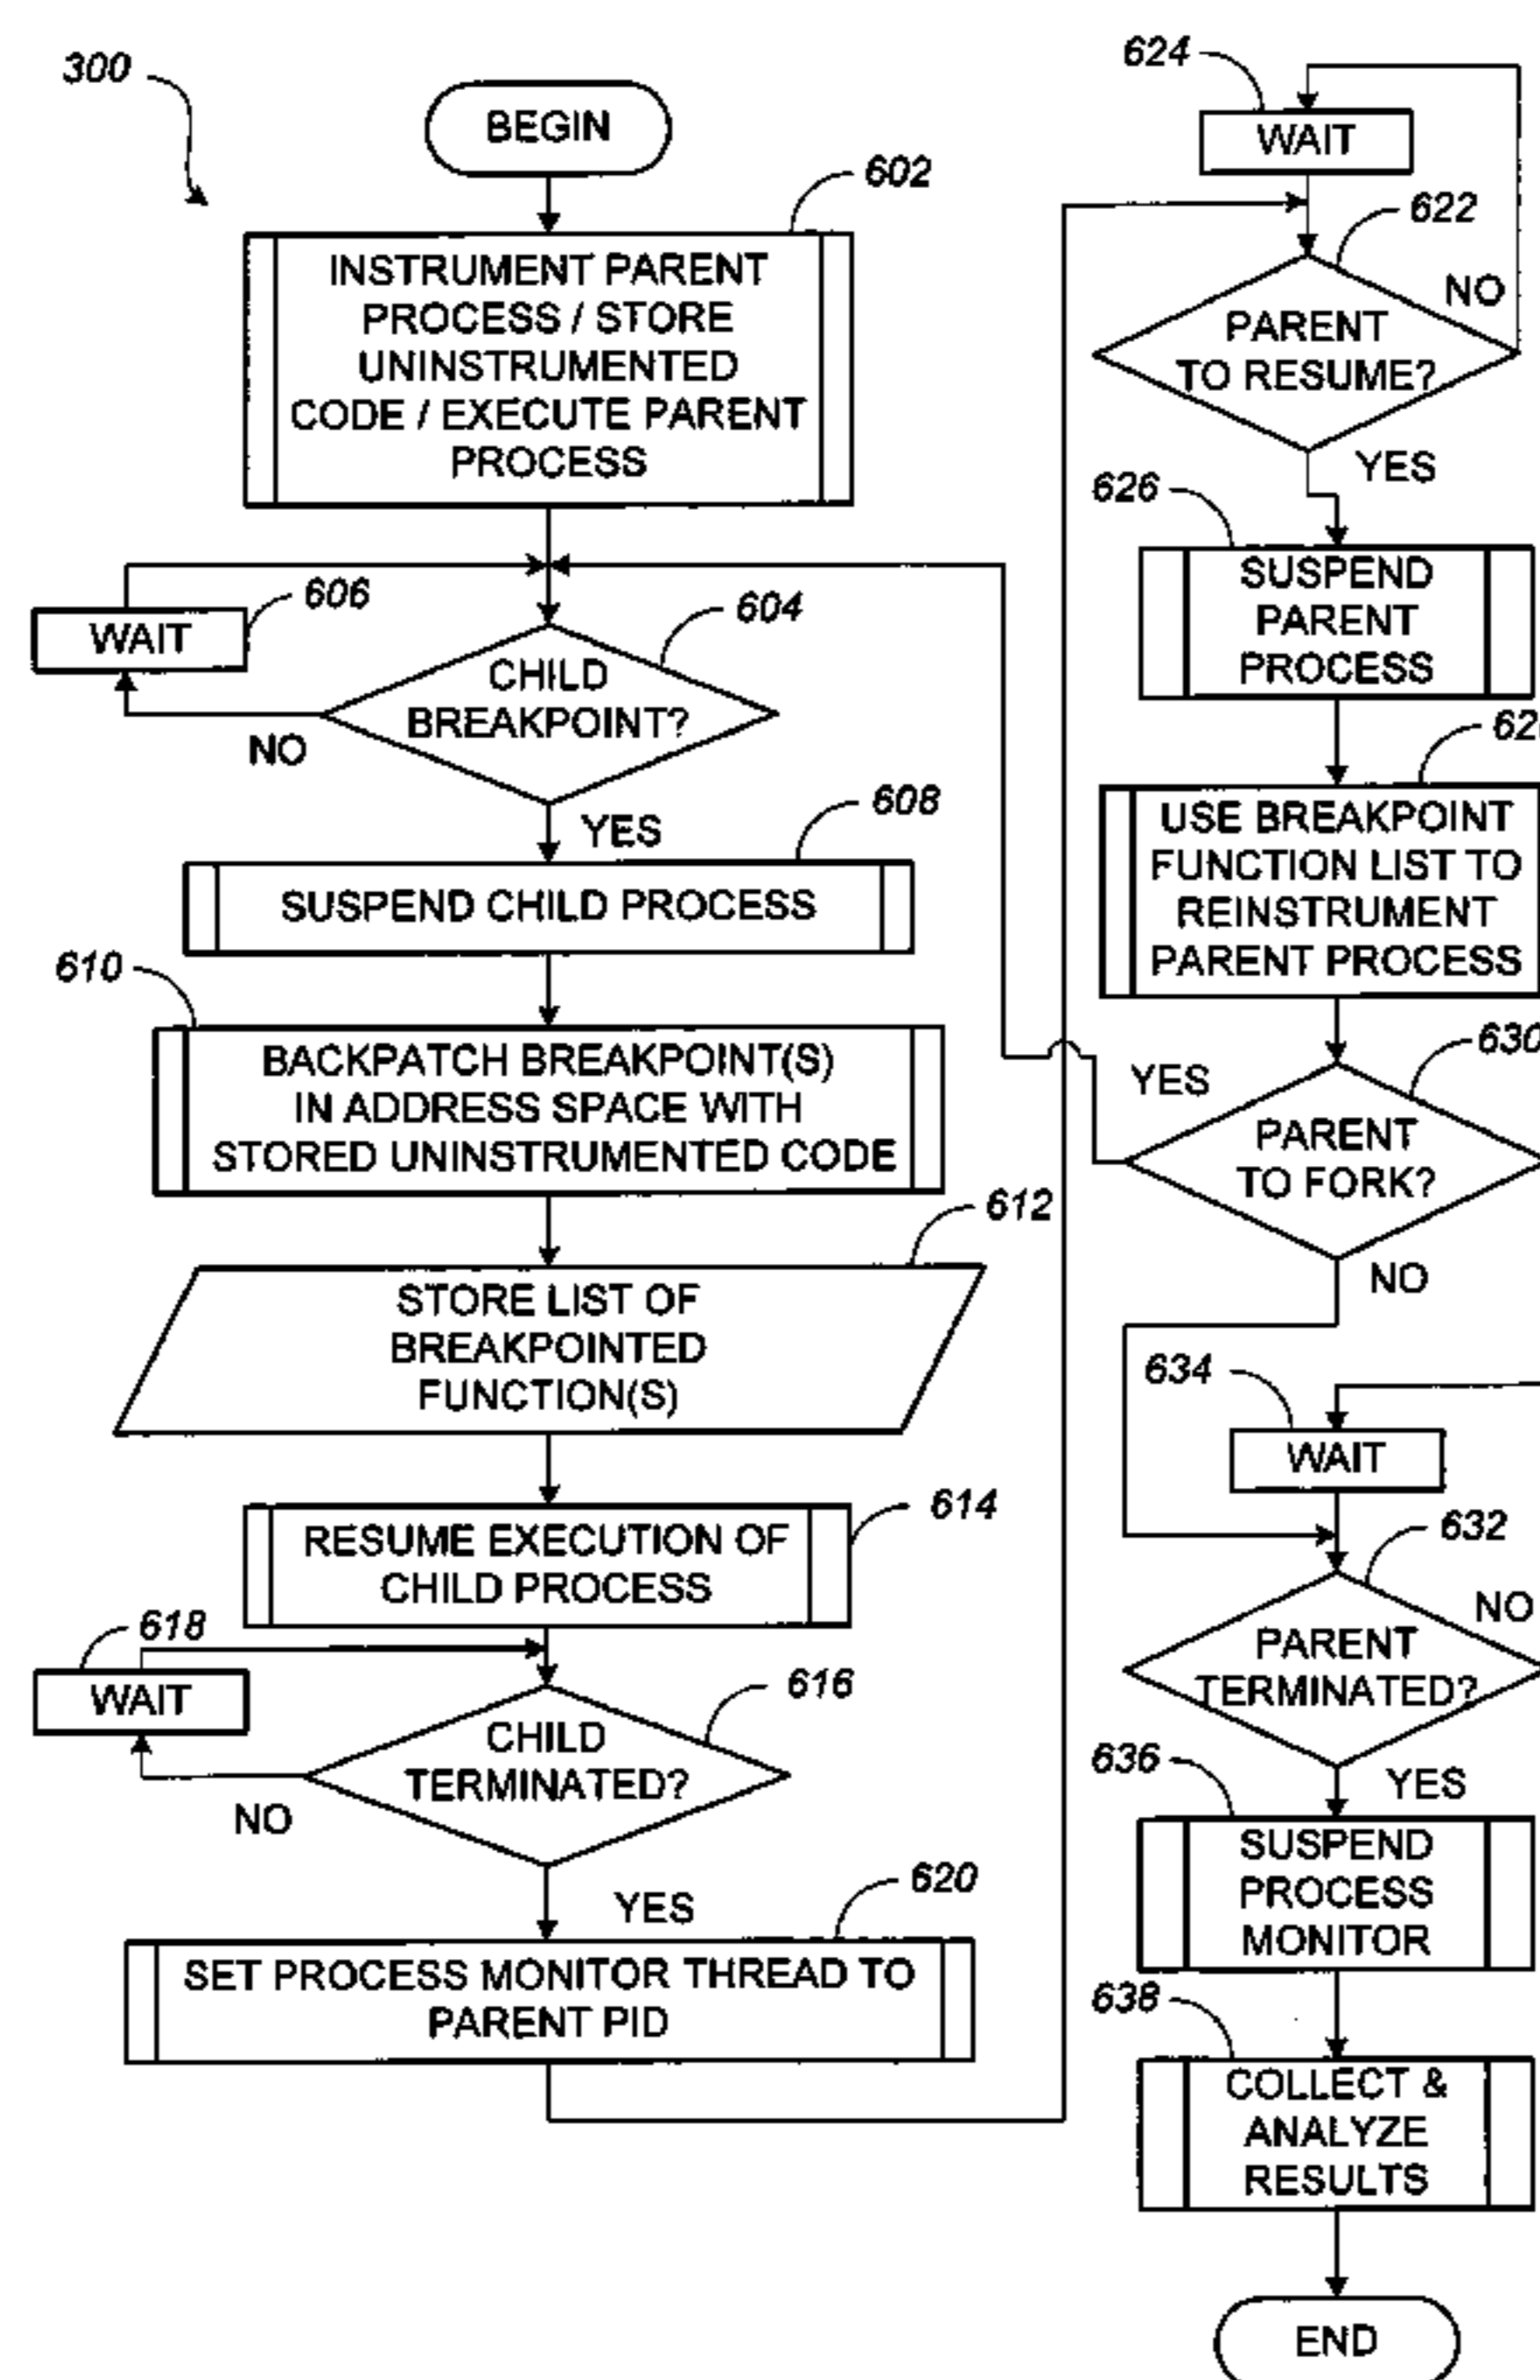 300
BEGIN
602
INSTRUMENT PARENT
PROCESS / STORE
UNINSTRUMENTED
CODE / EXECUTE PARENT
PROCESS
606
WAIT
604
CHILD
BREAKPOINT?
NO
YES
608
SUSPEND CHILD PROCESS
610
BACKPATCH BREAKPOINT(S)
IN ADDRESS SPACE WITH
STORED UNINSTRUMENTED CODE
612
STORE LIST OF
BREAKPOINTED
FUNCTION(S)
614
RESUME EXECUTION OF
CHILD PROCESS
618
WAIT
616
CHILD
TERMINATED?
NO
YES
620
SET PROCESS MONITOR THREAD TO
PARENT PID
624
WAIT
622
NO
PARENT
TO RESUME?
YES
626
SUSPEND
PARENT
PROCESS
USE BREAKPOINT
FUNCTION LIST TO
REINSTRUMENT
PARENT PROCESS
630
YES
PARENT
TO FORK?
NO
634
WAIT
632
NO
PARENT
TERMINATED?
YES
636
SUSPEND
PROCESS
MONITOR
638
COLLECT &
ANALYZE
RESULTS
END